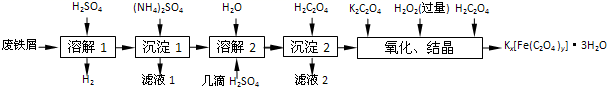 H₂SO₄ (NH₄)₂SO₄ H₂O H₂C₂O₄ K₂C₂O₄ H₂O₂(过量) H₂C₂O₄
废铁屑 溶解 1 沉淀 1 溶解 2 沉淀 2 氧化、结晶 Kₓ[Fe(C₂O₄)ᵧ]•3H₂O
H₂ 滤液 1 几滴 H₂SO₄ 滤液 2